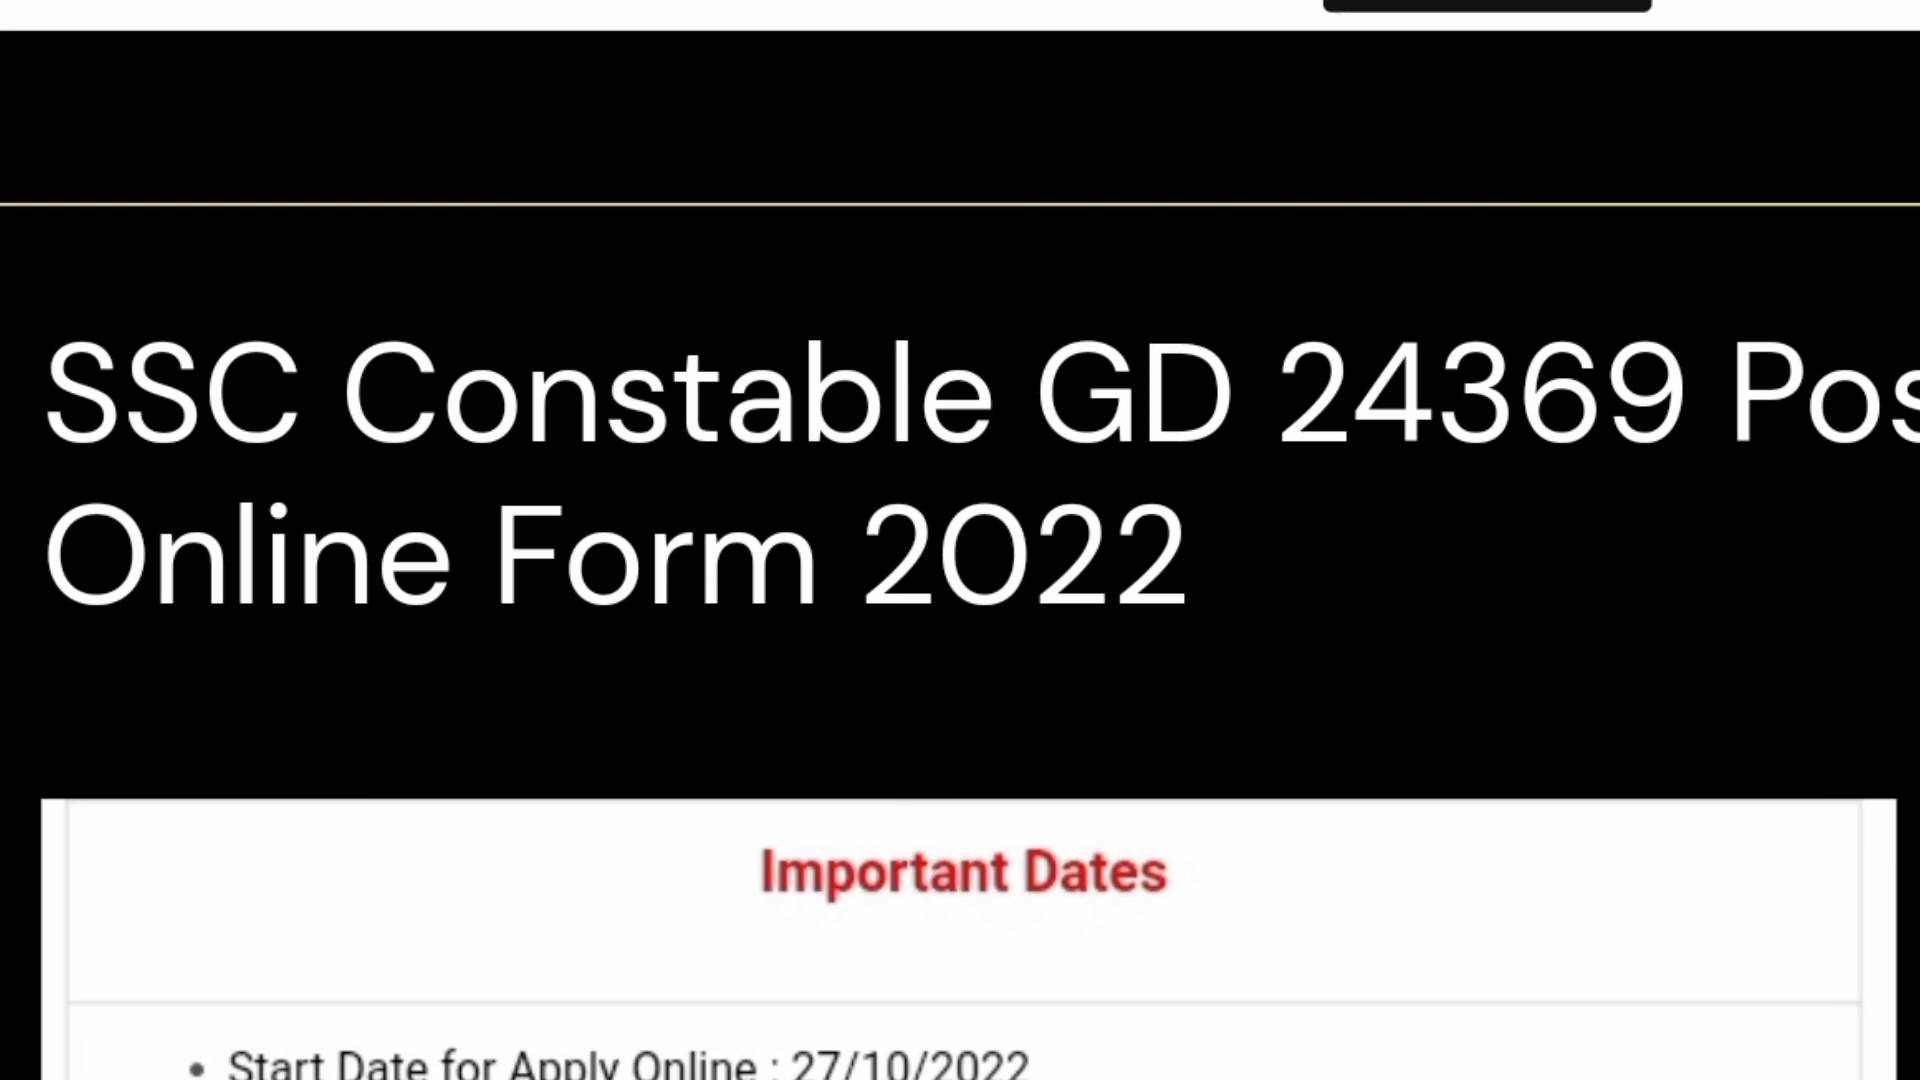 SSC Constable GD 24369 Pos
Online Form 2022
Important Dates
Start Date for Apply Online : 27/10/2022